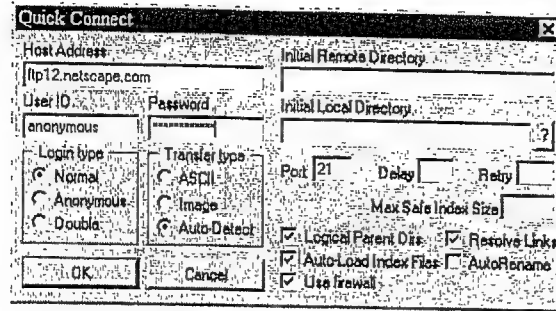 Quick Connect
Host Address
ftp12.netscape.com
User ID
Password
anonymous
************
Login type
Normal
Anonymous
Double
Transfer type
ASCII
Image
Auto-Detect
OK
Cancel
Initial Remote Directory
Initial Local Directory
?
Port 21 Delay Retry
Max Safe Index Size
Logical Parent Dirs Resolve Links
Auto-Load Index Files AutoRename
Use firewall